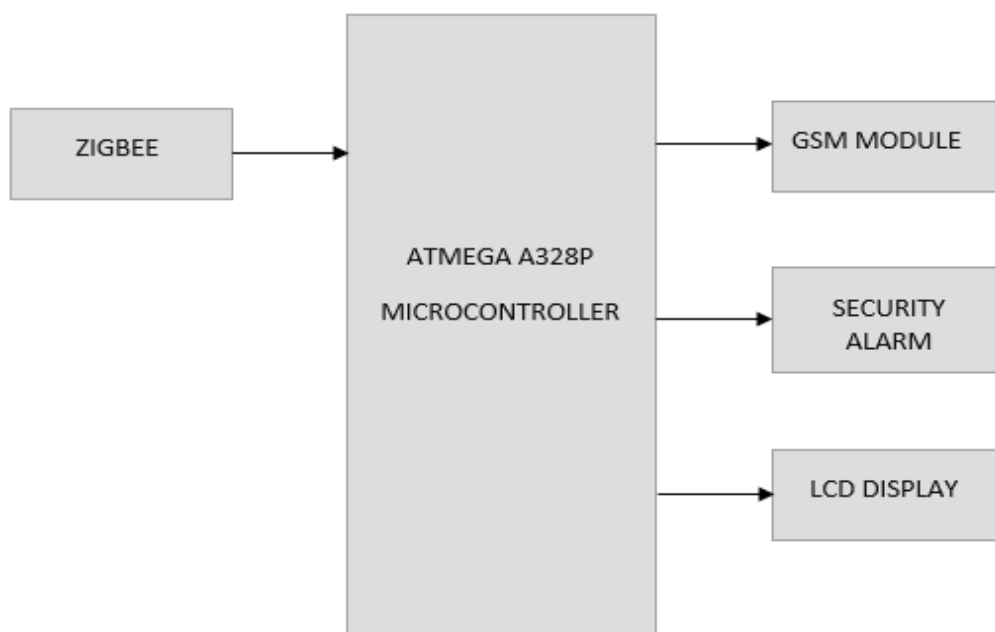 ZIGBEE
ATMEGA A328P
MICROCONTROLLER
GSM MODULE
SECURITY
ALARM
LCD DISPLAY